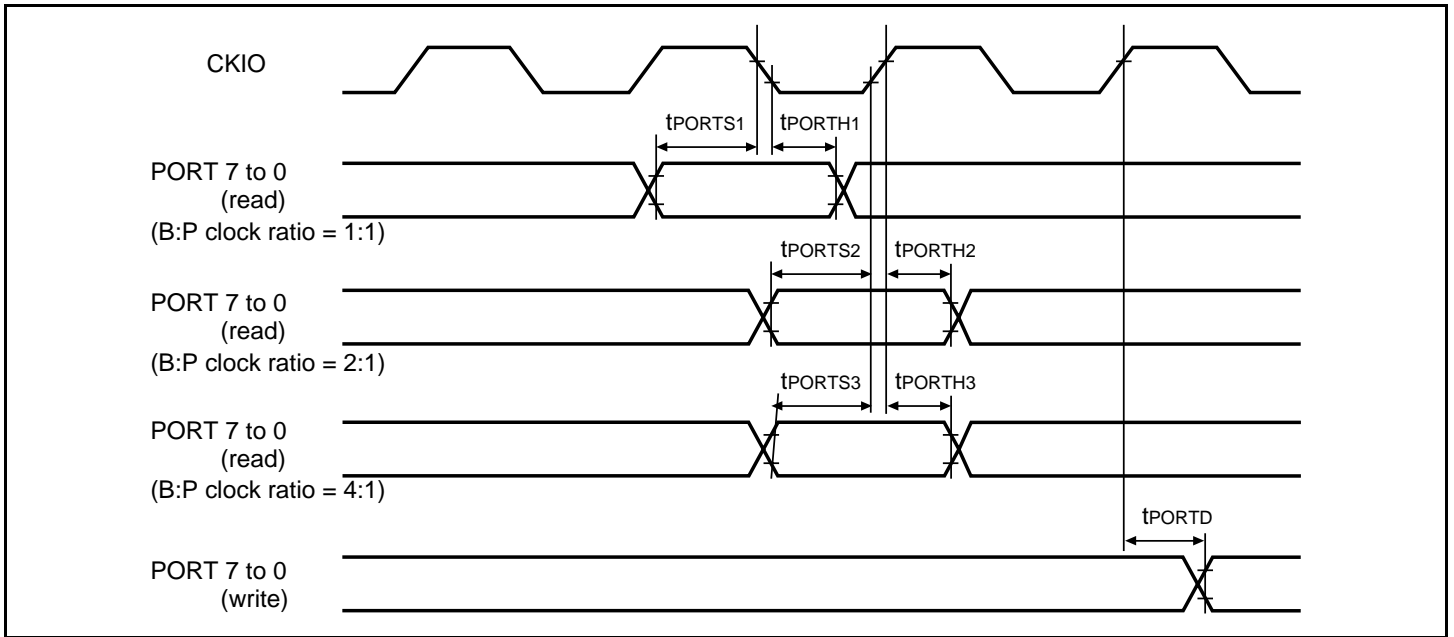 CKIO
tPORTS1 tPORTH1
PORT 7 to 0
(read)
(B:P clock ratio = 1:1)
tPORTS2 tPORTH2
PORT 7 to 0
(read)
(B:P clock ratio = 2:1)
tPORTS3 tPORTH3
PORT 7 to 0
(read)
(B:P clock ratio = 4:1)
tPORTD
PORT 7 to 0
(write)